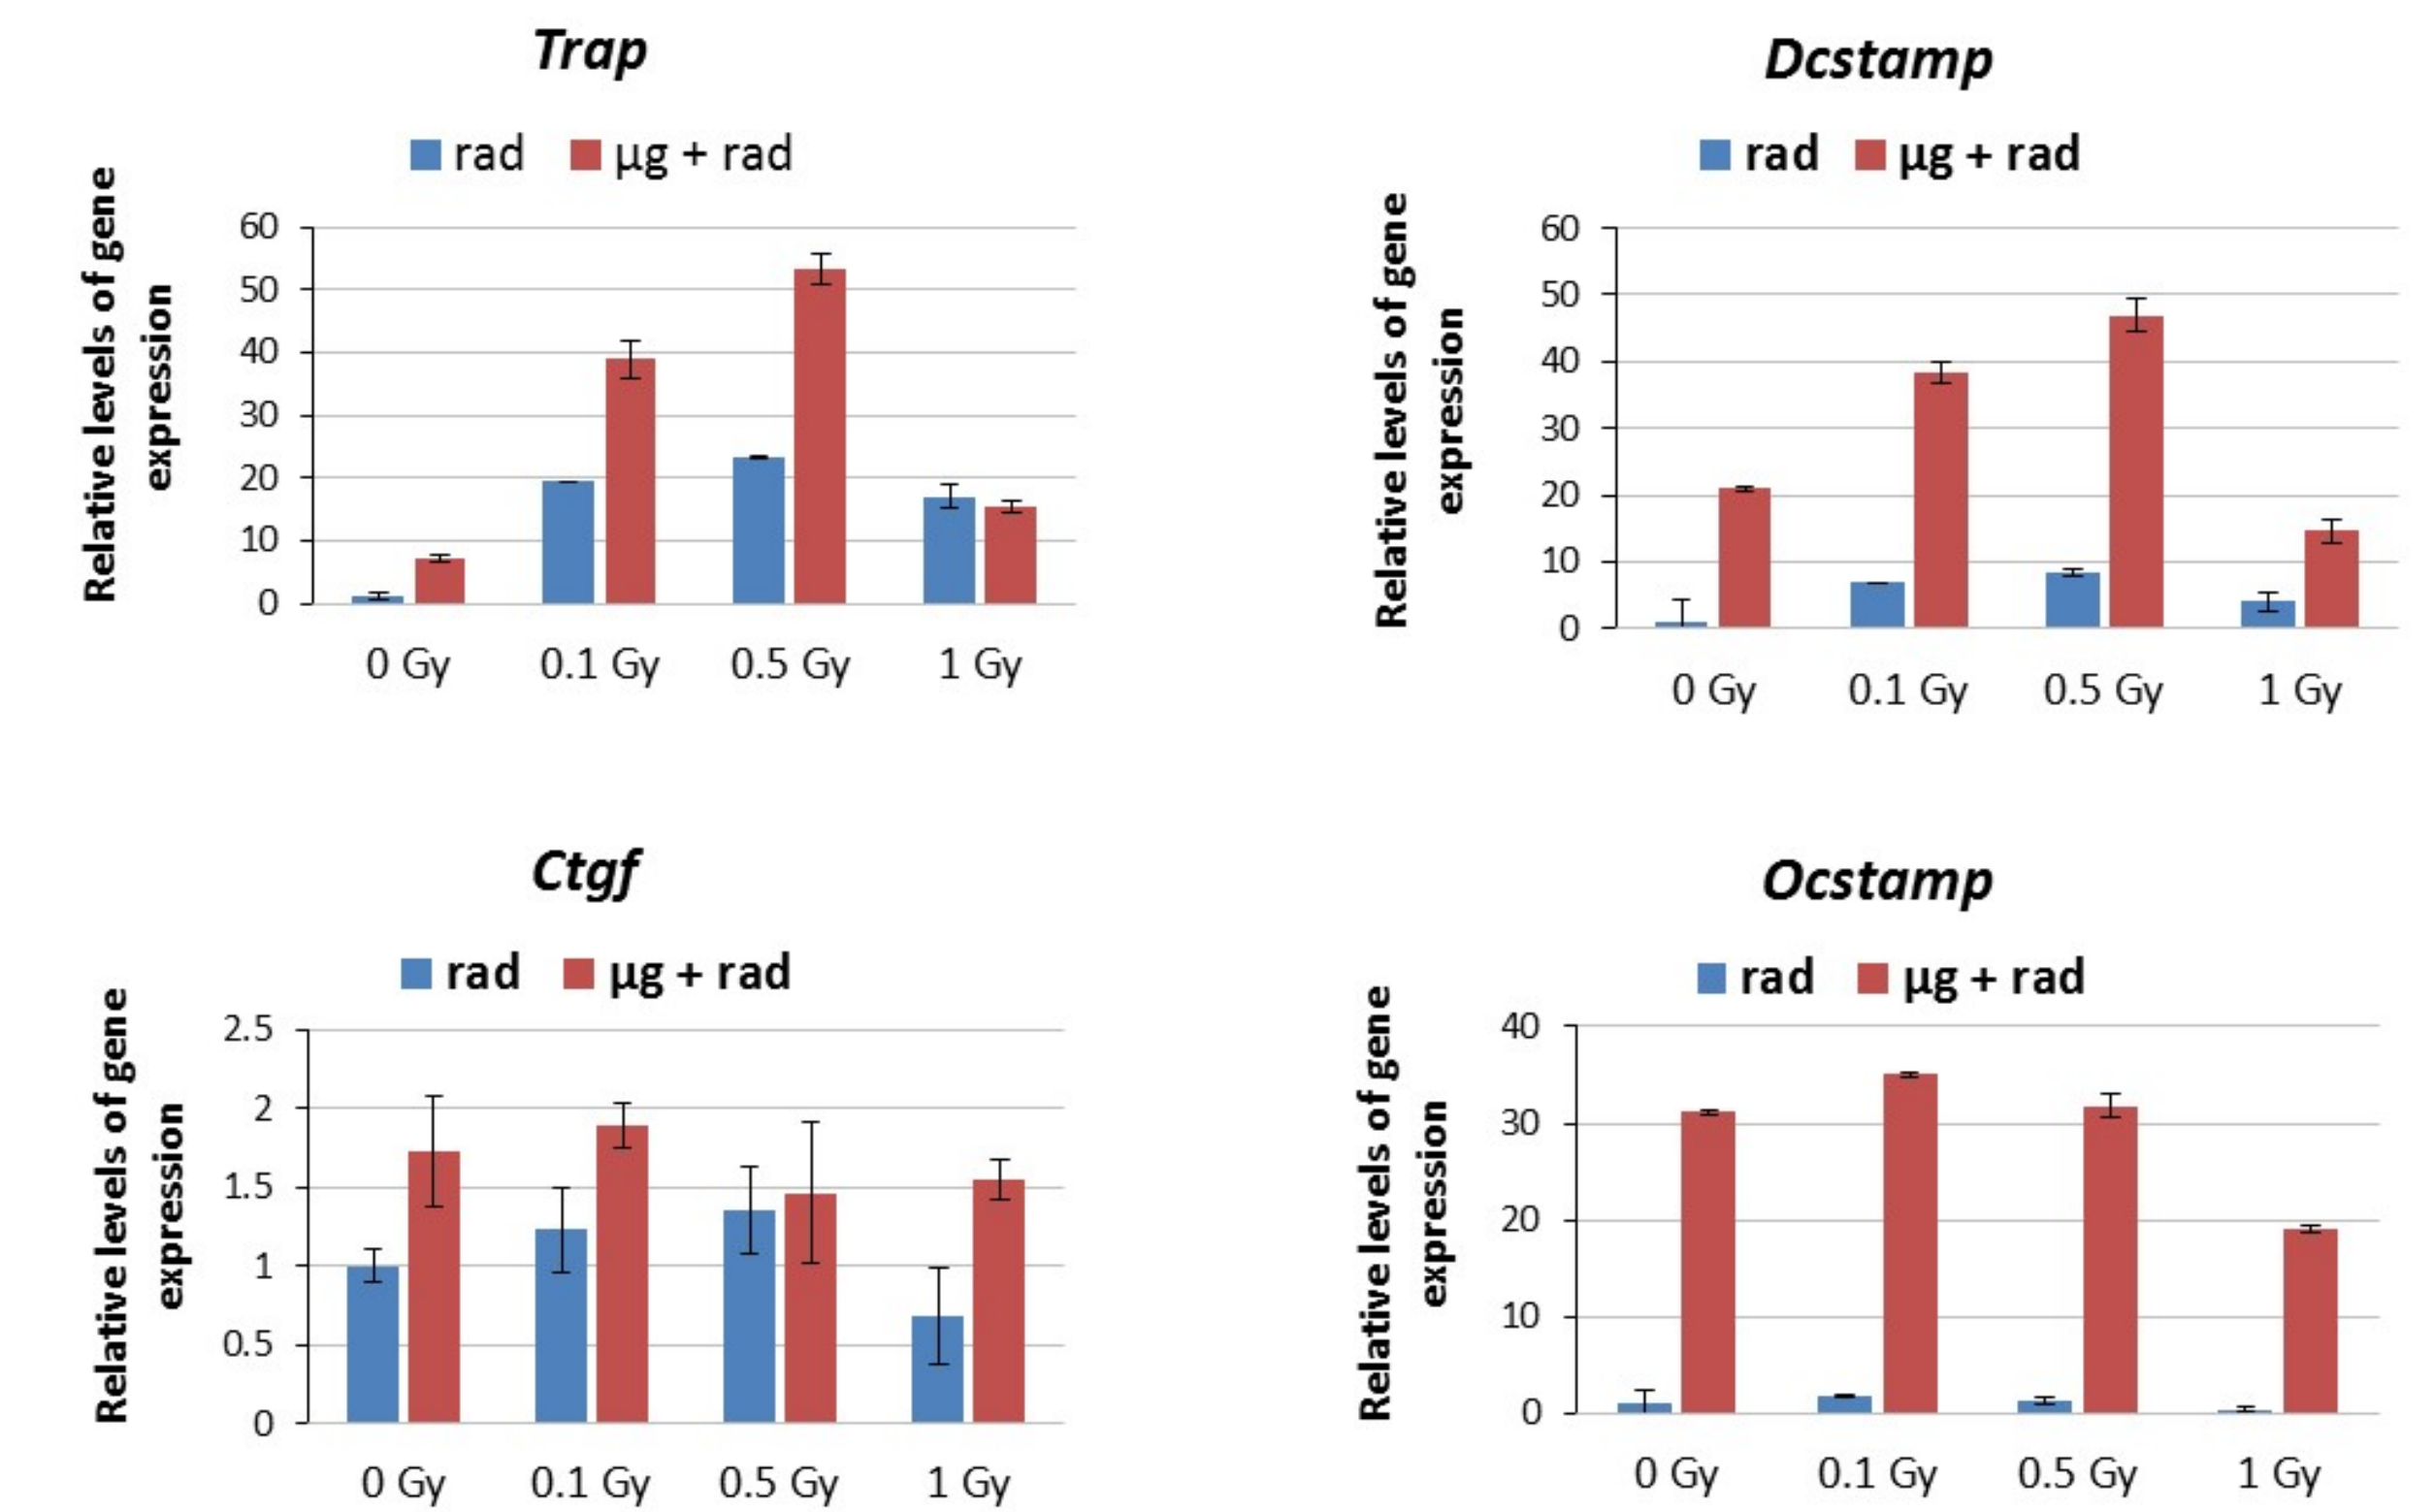 Trap
rad µg + rad
Relative levels of gene
expression
60
50
40
30
20
10
0
0 Gy 0.1 Gy 0.5 Gy 1 Gy
Dcstamp
rad µg + rad
Relative levels of gene
expression
60
50
40
30
20
10
0
0 Gy 0.1 Gy 0.5 Gy 1 Gy
Ctgf
rad µg + rad
Relative levels of gene
expression
2.5
2
1.5
1
0.5
0
0 Gy 0.1 Gy 0.5 Gy 1 Gy
Ocstamp
rad µg + rad
Relative levels of gene
expression
40
30
20
10
0
0 Gy 0.1 Gy 0.5 Gy 1 Gy